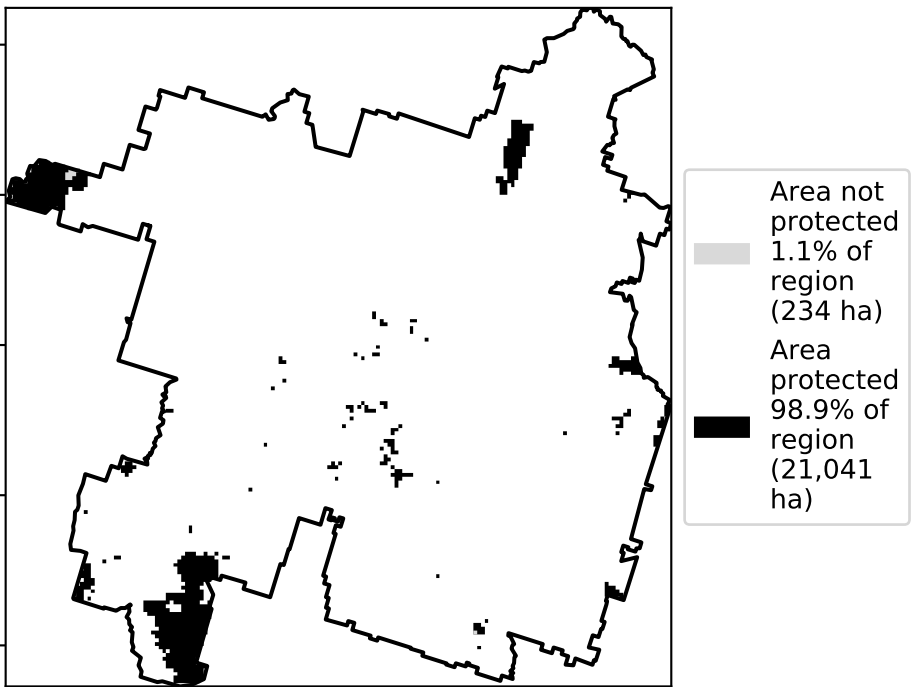 Area not
protected
1.1% of
region
(234 ha)
Area
protected
98.9% of
region
(21,041
ha)